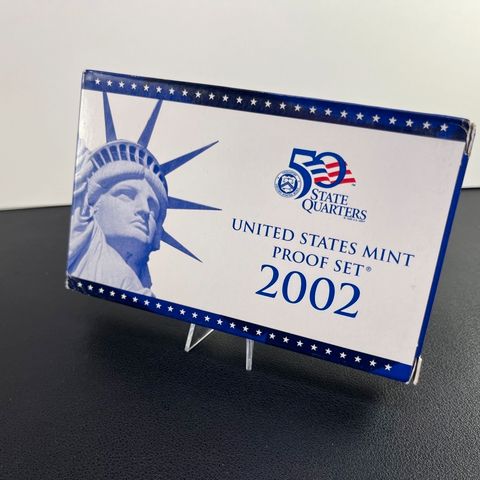 50
STATE
QUARTERS
UNITED STATES MINT
PROOF SET®
2002